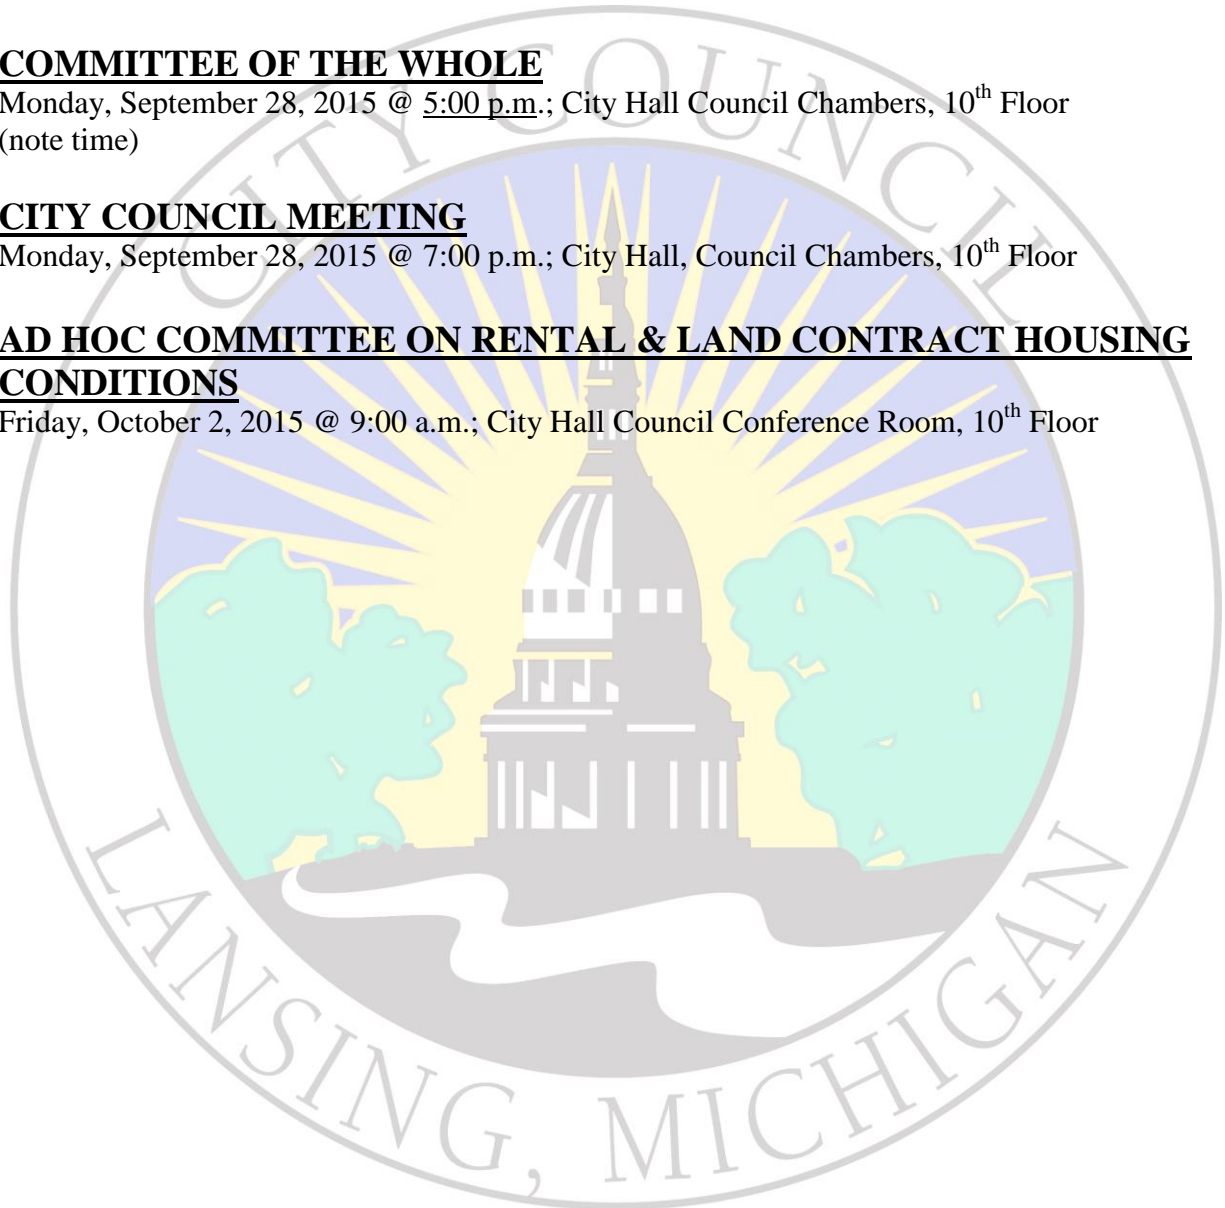 COMMITTEE OF THE WHOLE
Monday, September 28, 2015 @ 5:00 p.m.; City Hall Council Chambers, 10th Floor
(note time)
CITY COUNCIL MEETING
Monday, September 28, 2015 @ 7:00 p.m.; City Hall, Council Chambers, 10th Floor
AD HOC COMMITTEE ON RENTAL & LAND CONTRACT HOUSING
CONDITIONS
Friday, October 2, 2015 @ 9:00 a.m.; City Hall Council Conference Room, 10th Floor
CITY COUNCIL
LANSING, MICHIGAN